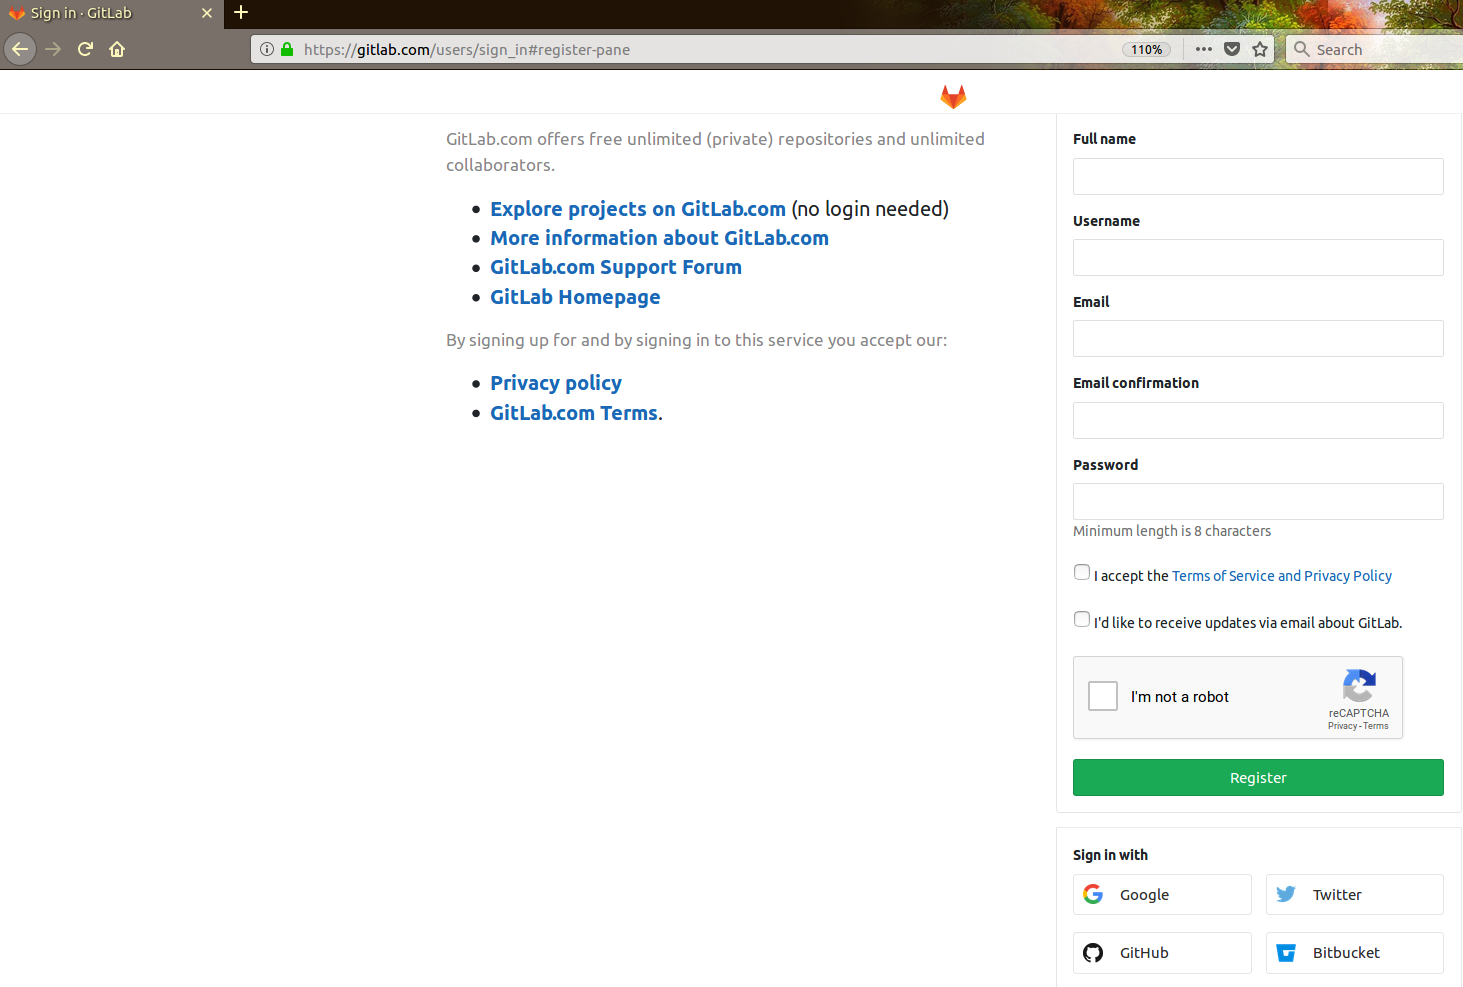 Sign in · GitLab
https://gitlab.com/users/sign_in#register-pane
110%
Search
GitLab.com offers free unlimited (private) repositories and unlimited
collaborators.
Explore projects on GitLab.com (no login needed)
More information about GitLab.com
GitLab.com Support Forum
GitLab Homepage
By signing up for and by signing in to this service you accept our:
Privacy policy
GitLab.com Terms.
Full name
Username
Email
Email confirmation
Password
Minimum length is 8 characters
I accept the Terms of Service and Privacy Policy
I'd like to receive updates via email about GitLab.
I'm not a robot
reCAPTCHA
Privacy - Terms
Register
Sign in with
Google
Twitter
GitHub
Bitbucket